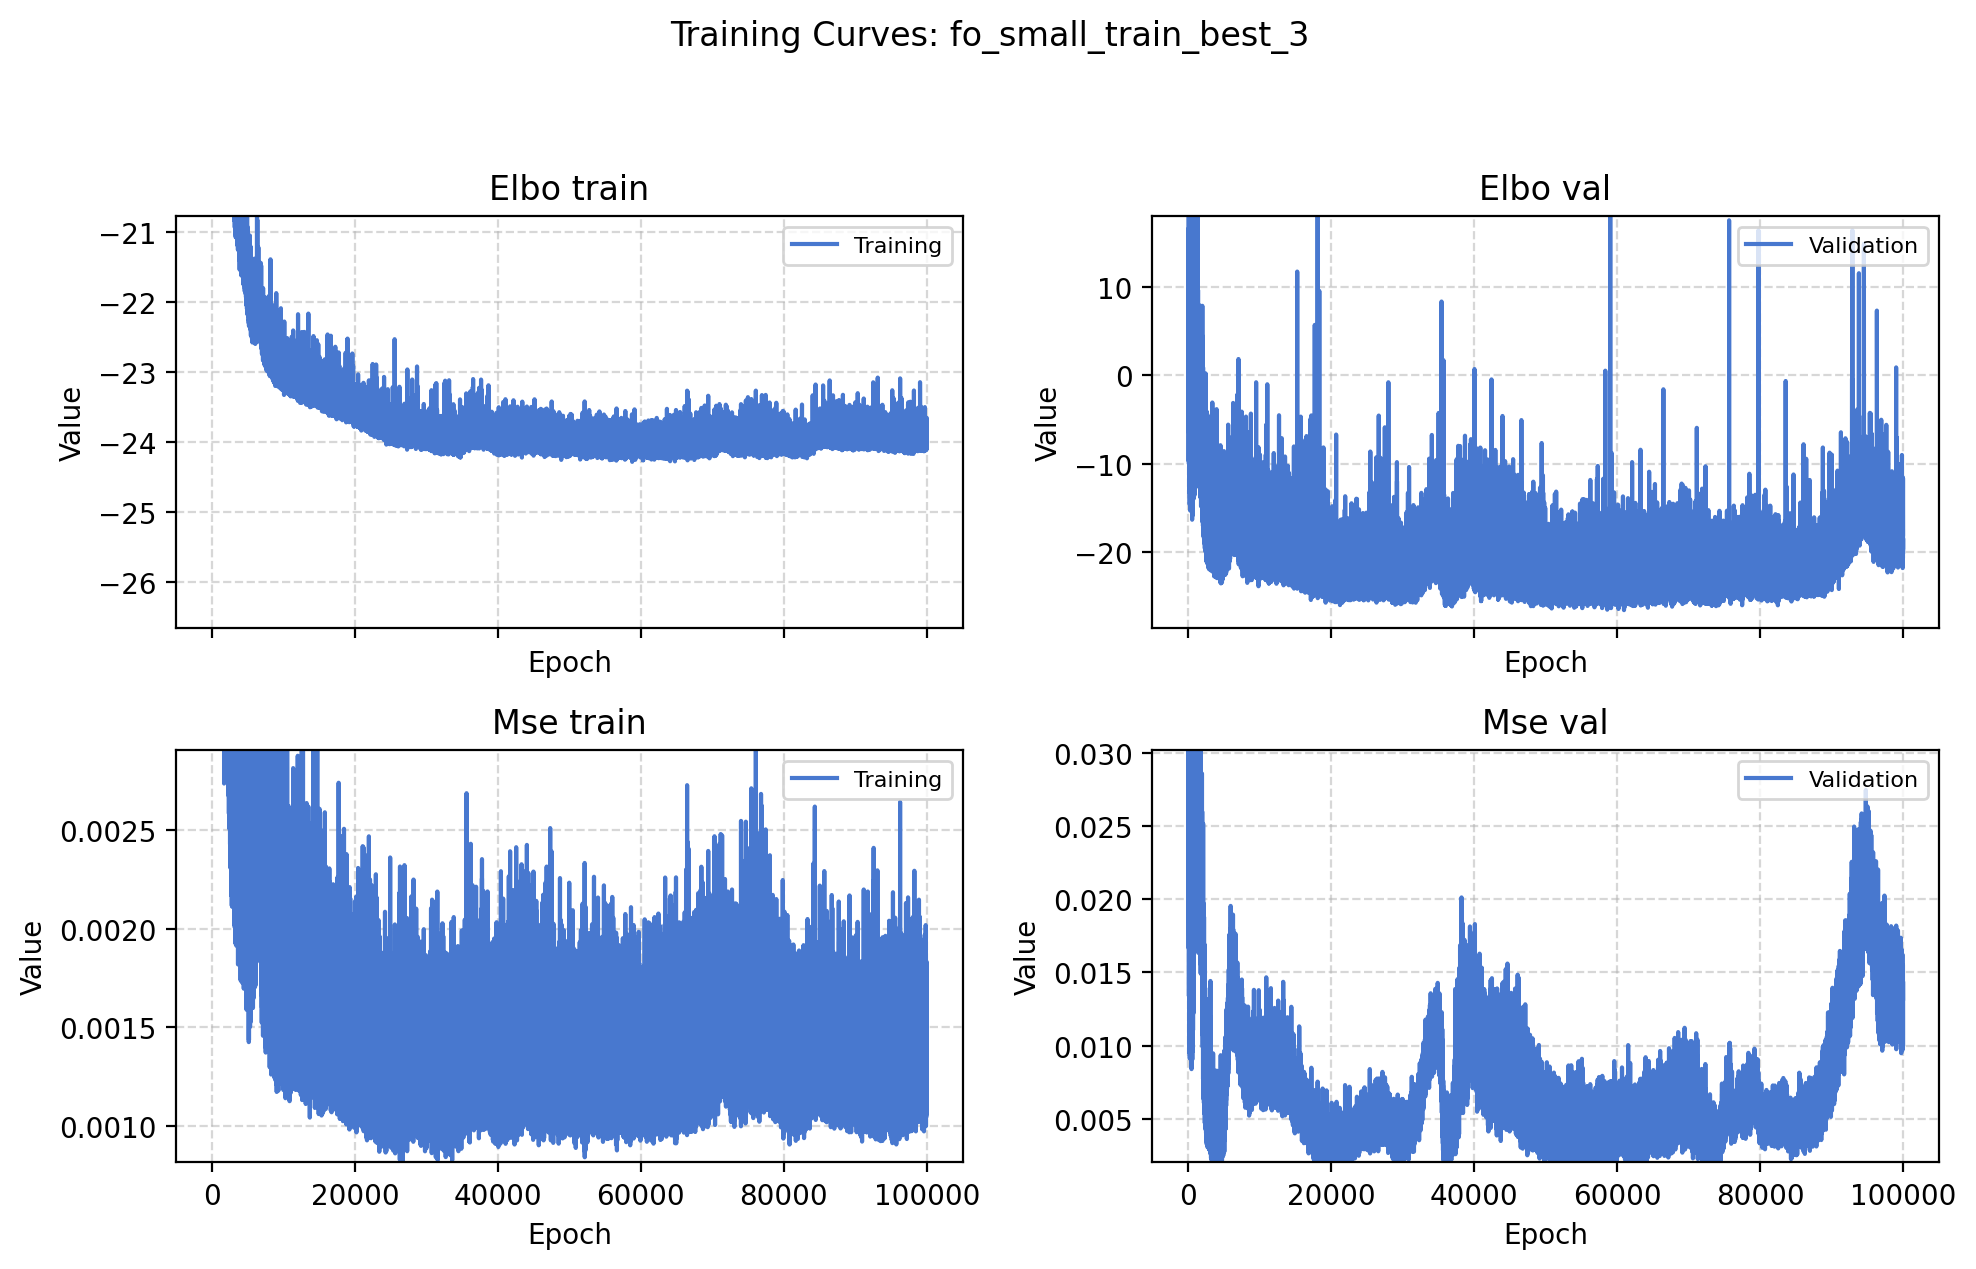 Training Curves: fo_small_train_best_3
Elbo train
Value
−21
−22
−23
−24
−25
−26
Training
Epoch
Elbo val
Value
10
0
−10
−20
Validation
Epoch
Mse train
Value
0.0025
0.0020
0.0015
0.0010
Training
0 20000 40000 60000 80000 100000
Epoch
Mse val
Value
0.030
0.025
0.020
0.015
0.010
0.005
Validation
0 20000 40000 60000 80000 100000
Epoch